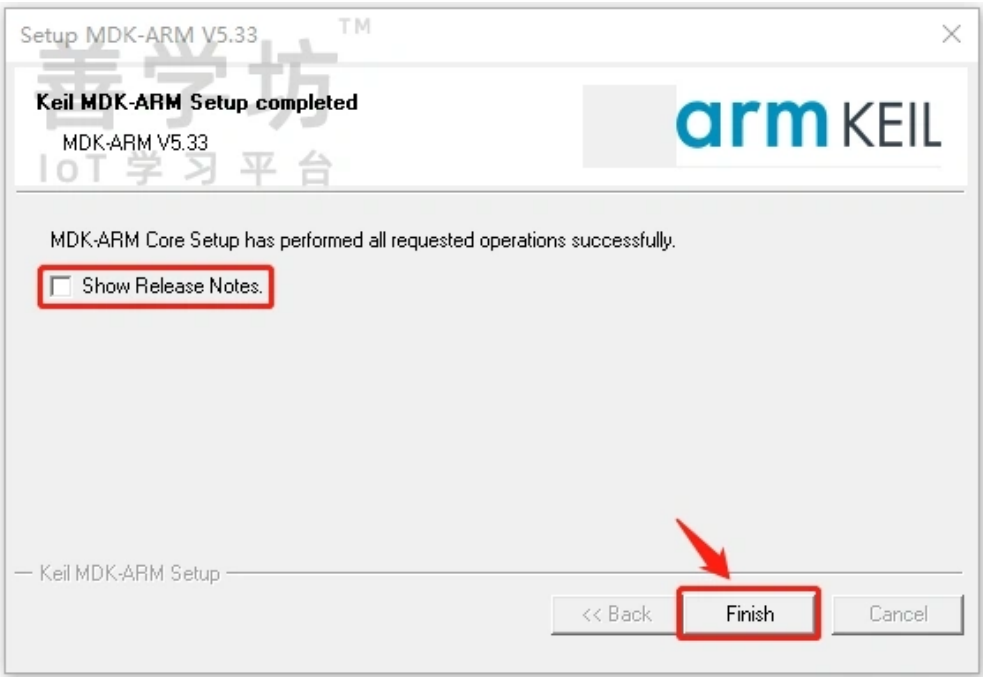 Setup MDK-ARM V5.33
善学坊TM
Keil MDK-ARM Setup completed
MDK-ARM V5.33
IoT 学习平台
arm KEIL
MDK-ARM Core Setup has performed all requested operations successfully.
Show Release Notes.
Keil MDK-ARM Setup
<< Back
Finish
Cancel